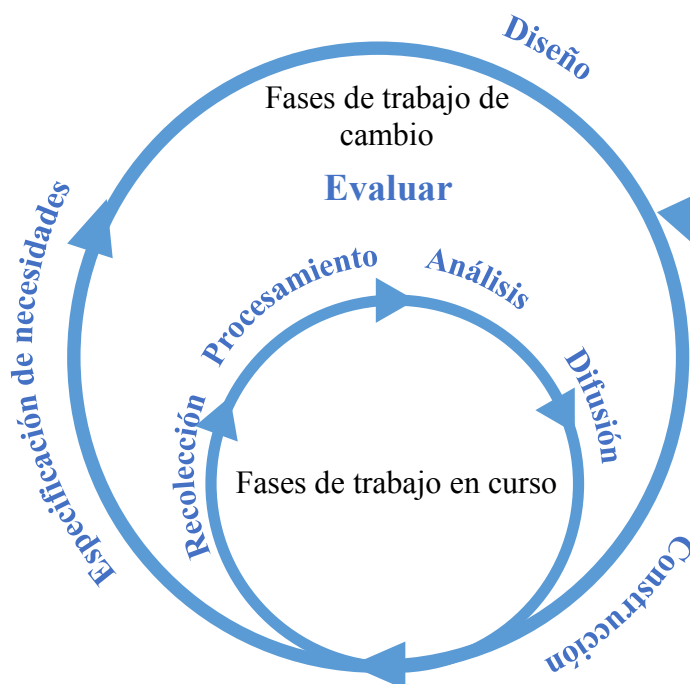 Diseño
Fases de trabajo de
cambio
Evaluar
Especificación de necesidades
Procesamiento
Análisis
Recolección
Difusión
Fases de trabajo en curso
Construcción